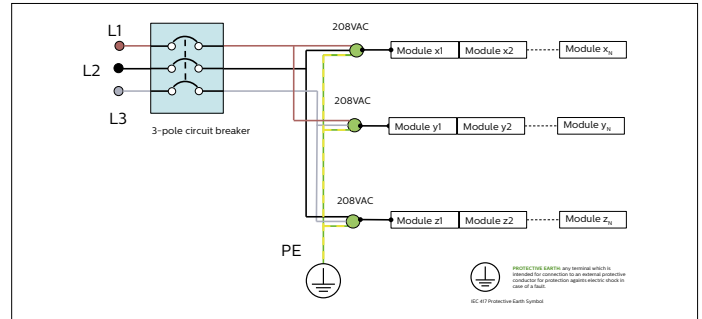 L1
L2
L3
3-pole circuit breaker
208VAC
Module x1
Module x2
Module xN
208VAC
Module y1
Module y2
Module yN
208VAC
Module z1
Module z2
Module zN
PE
PROTECTIVE EARTH: any terminal which is
intended for connection to an external protective
conductor for protection againts electric shock in
case of a fault.
IEC 417 Protective Earth Symbol